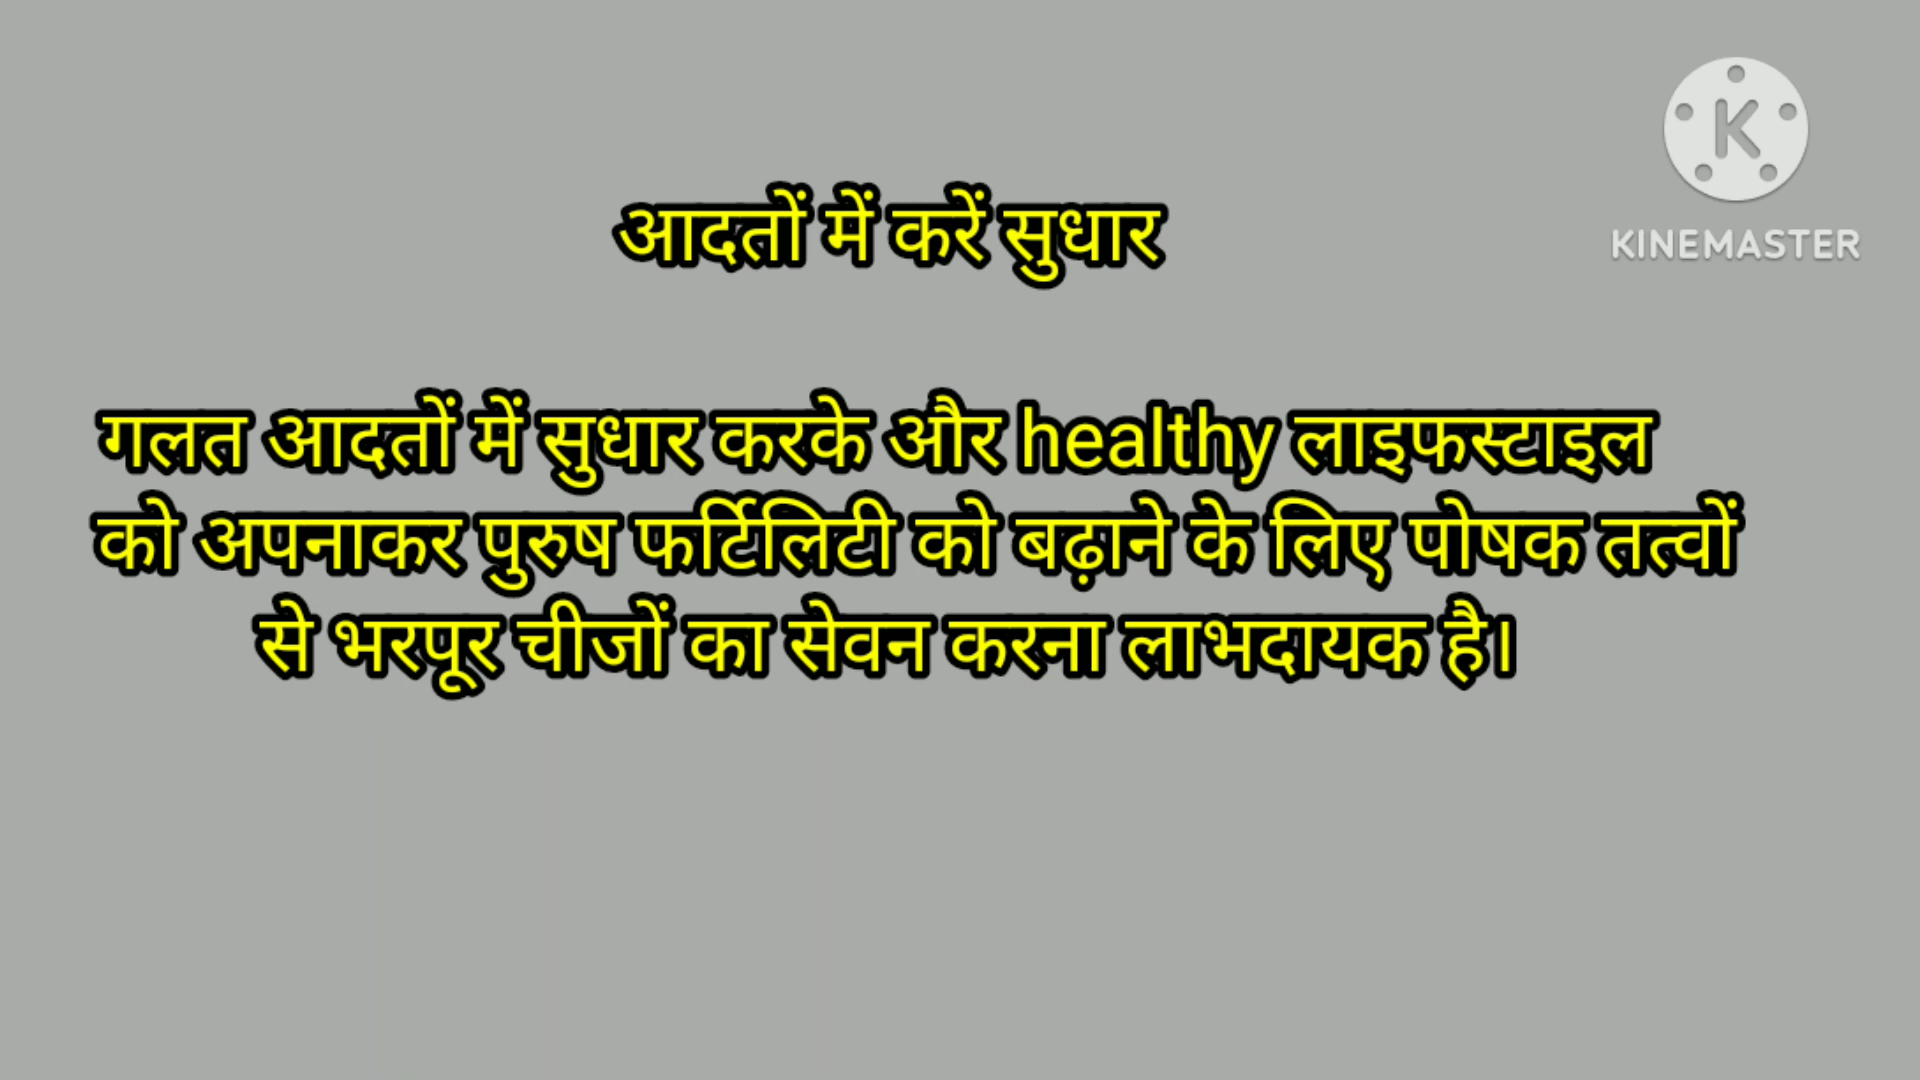 KINEMASTER
आदतों में करें सुधार
गलत आदतों में सुधार करके और healthy लाइफस्टाइल
को अपनाकर पुरुष फर्टिलिटी को बढ़ाने के लिए पोषक तत्वों
से भरपूर चीजों का सेवन करना लाभदायक है।